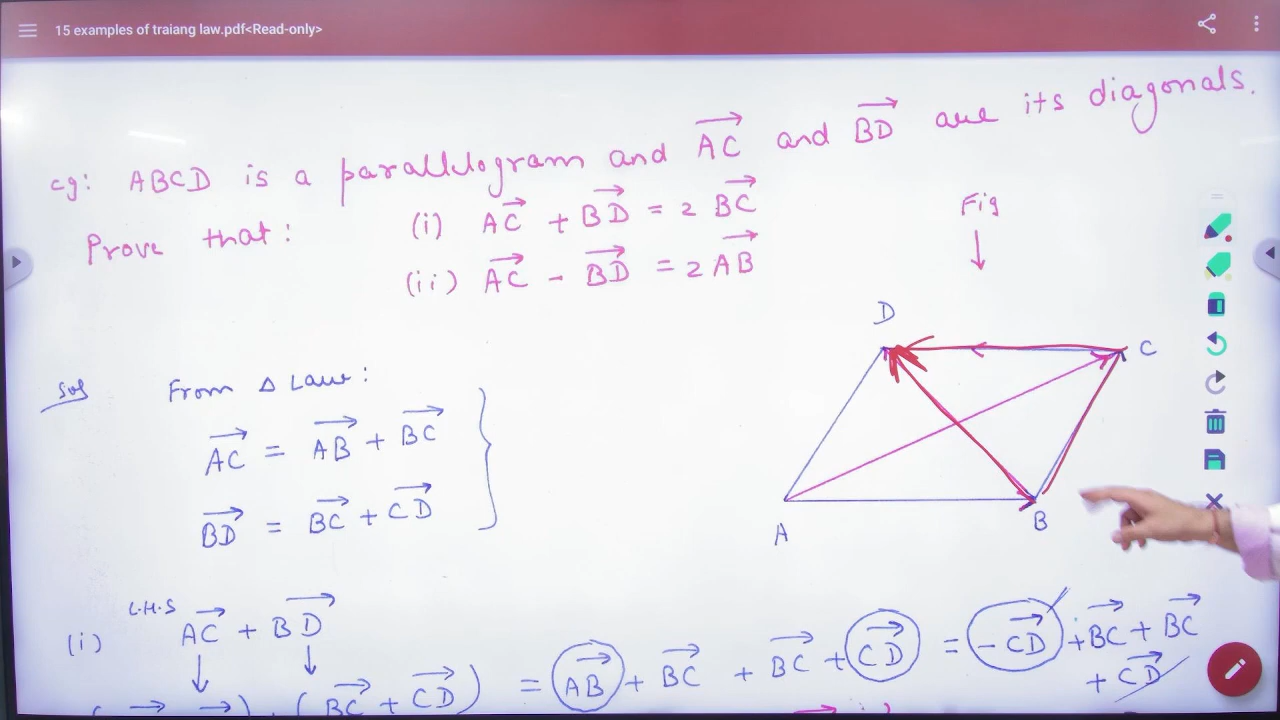 15 examples of traiang law.pdf<Read-only>
eg: ABCD is a parallelogram and →AC and →BD are its diagonals.
Prove that: (i) →AC + →BD = 2 →BC
(ii) →AC - →BD = 2 →AB
Fig
D
C
A
B
Sol From Δ Law:
→AC = →AB + →BC
→BD = →BC + →CD
L.H.S
(i) →AC + →BD
(→BC + →CD) = →AB + →BC + →BC + →CD = -→CD + →BC + →BC
+ →CD